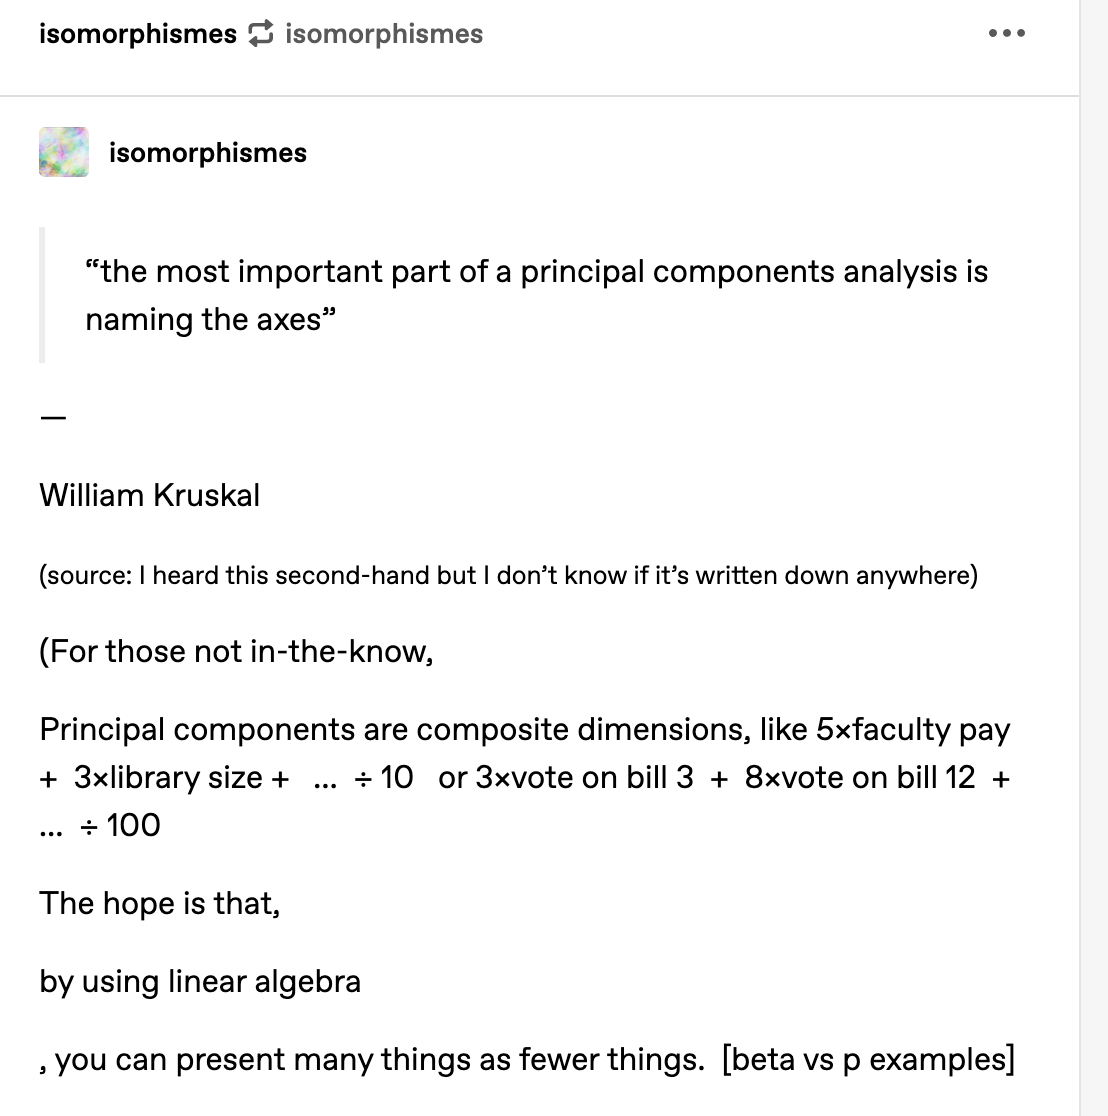 isomorphismes isomorphismes
isomorphismes
“the most important part of a principal components analysis is
naming the axes”
—
William Kruskal
(source: I heard this second-hand but I don’t know if it’s written down anywhere)
(For those not in-the-know,
Principal components are composite dimensions, like 5×faculty pay
+ 3×library size + ... ÷ 10 or 3×vote on bill 3 + 8×vote on bill 12 +
... ÷ 100
The hope is that,
by using linear algebra
, you can present many things as fewer things. [beta vs p examples]